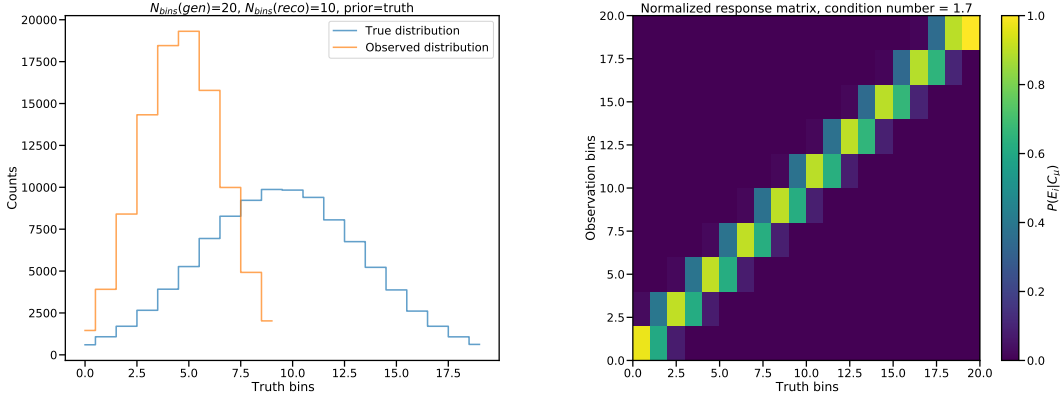 N_bins(gen)=20, N_bins(reco)=10, prior=truth
20000
17500
15000
12500
10000
7500
5000
2500
0
Counts
True distribution
Observed distribution
0.0 2.5 5.0 7.5 10.0 12.5 15.0 17.5
Truth bins
Normalized response matrix, condition number = 1.7
20.0
17.5
15.0
12.5
10.0
7.5
5.0
2.5
0.0
Observation bins
0.0 2.5 5.0 7.5 10.0 12.5 15.0 17.5 20.0
Truth bins
1.0
0.8
0.6
0.4
0.2
0.0
P(E_i|C_μ)